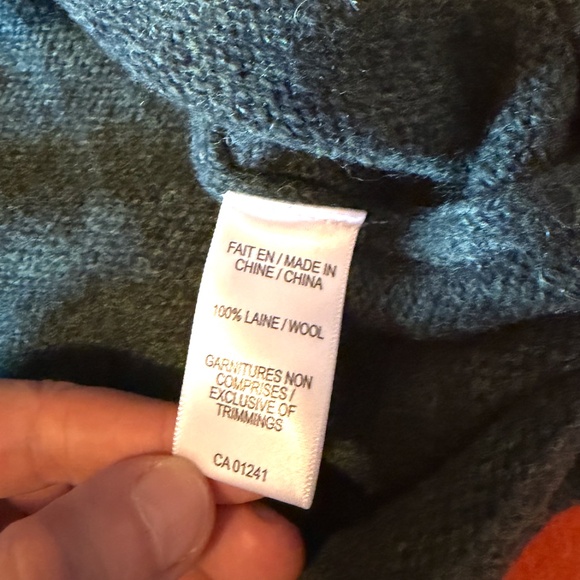 FAIT EN / MADE IN
CHINE / CHINA
100% LAINE / WOOL
GARNITURES NON
COMPRISES /
EXCLUSIVE OF
TRIMMINGS
CA 01241